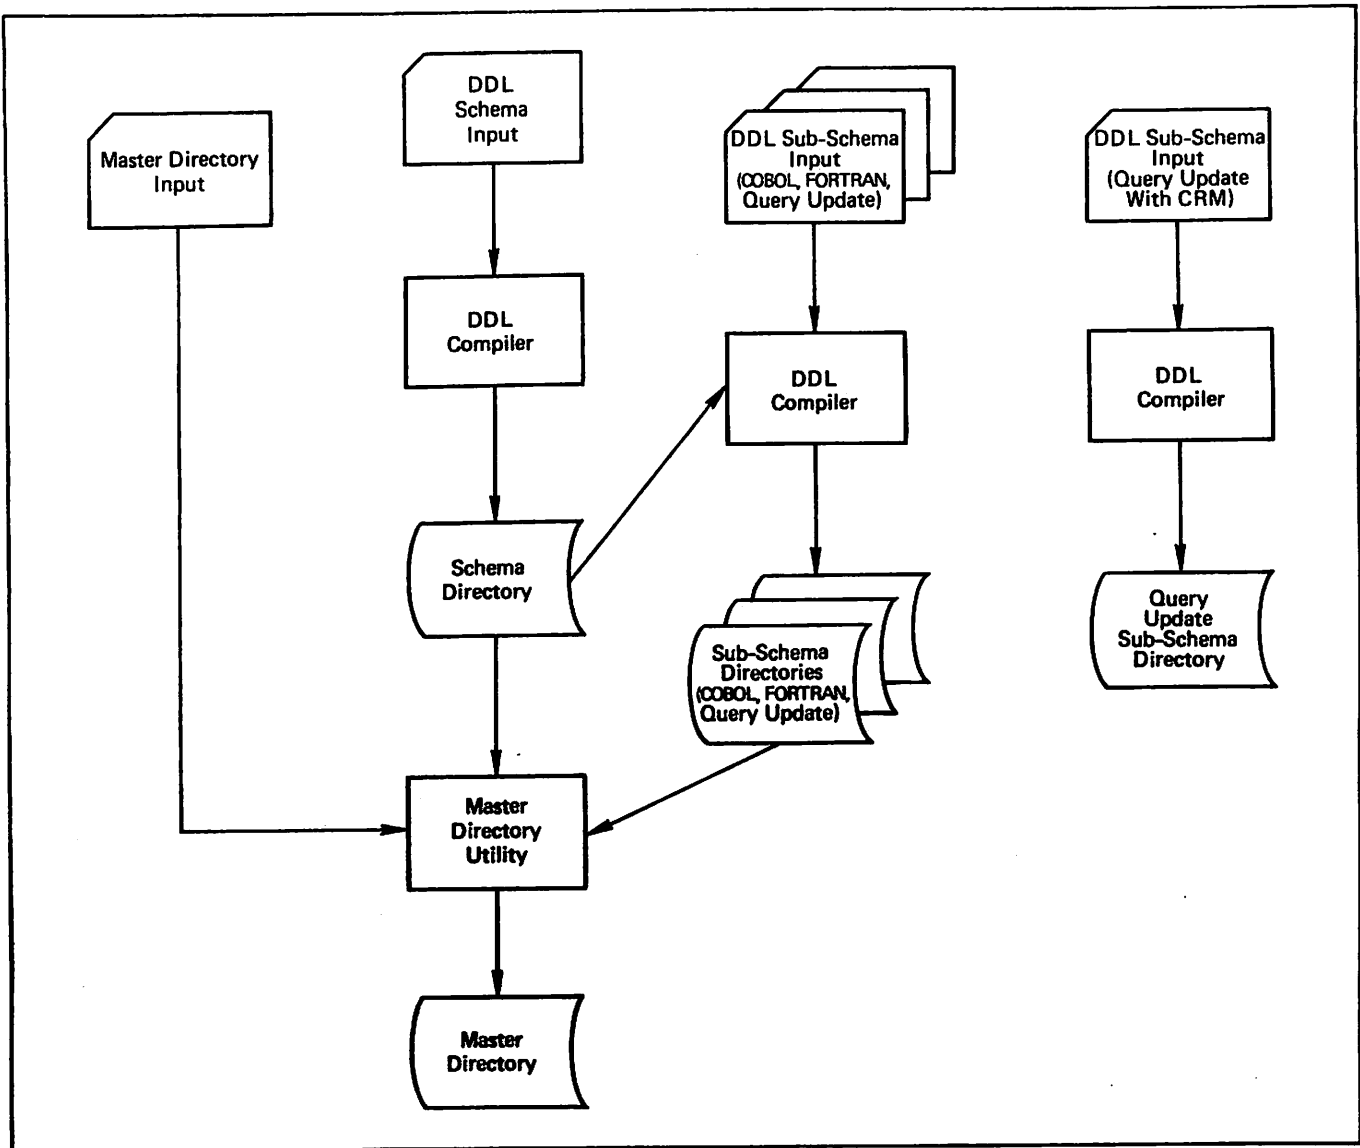 Master Directory
Input
DDL
Schema
Input
DDL Sub-Schema
Input
(COBOL, FORTRAN,
Query Update)
DDL Sub-Schema
Input
(Query Update
With CRM)
DDL
Compiler
DDL
Compiler
DDL
Compiler
Schema
Directory
Sub-Schema
Directories
(COBOL, FORTRAN,
Query Update)
Query
Update
Sub-Schema
Directory
Master
Directory
Utility
Master
Directory